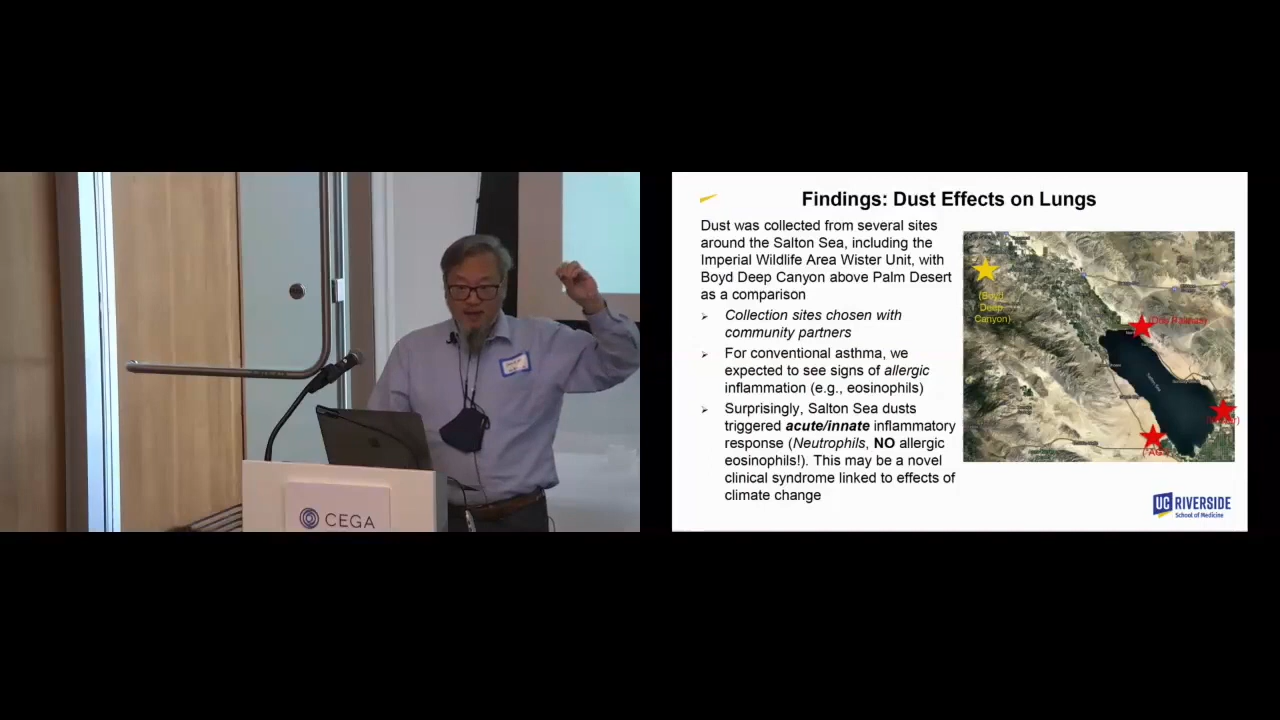 CEGA
Findings: Dust Effects on Lungs
Dust was collected from several sites
around the Salton Sea, including the
Imperial Wildlife Area Wister Unit, with
Boyd Deep Canyon above Palm Desert
as a comparison
➢ Collection sites chosen with
community partners
➢ For conventional asthma, we
expected to see signs of allergic
inflammation (e.g., eosinophils)
➢ Surprisingly, Salton Sea dusts
triggered acute/innate inflammatory
response (Neutrophils, NO allergic
eosinophils!). This may be a novel
clinical syndrome linked to effects of
climate change
(Boyd
Deep
Canyon)
UC RIVERSIDE
School of Medicine